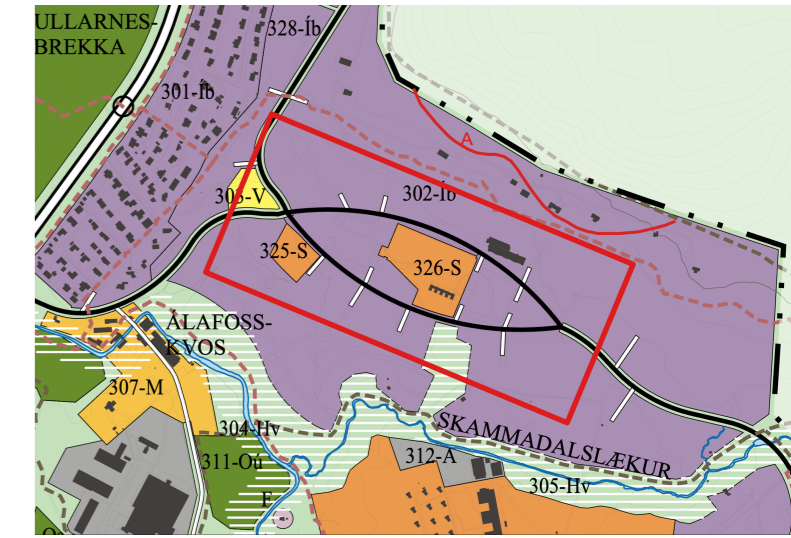 ULLARNES-
BREKKA
328-Íb
301-Íb
A
302-Íb
303-V
325-S
326-S
ÁLAFOSS-
KVOS
307-M
304-Hv
SKAMMADALSLÆKUR
311-Oú
312-A
305-Hv
F